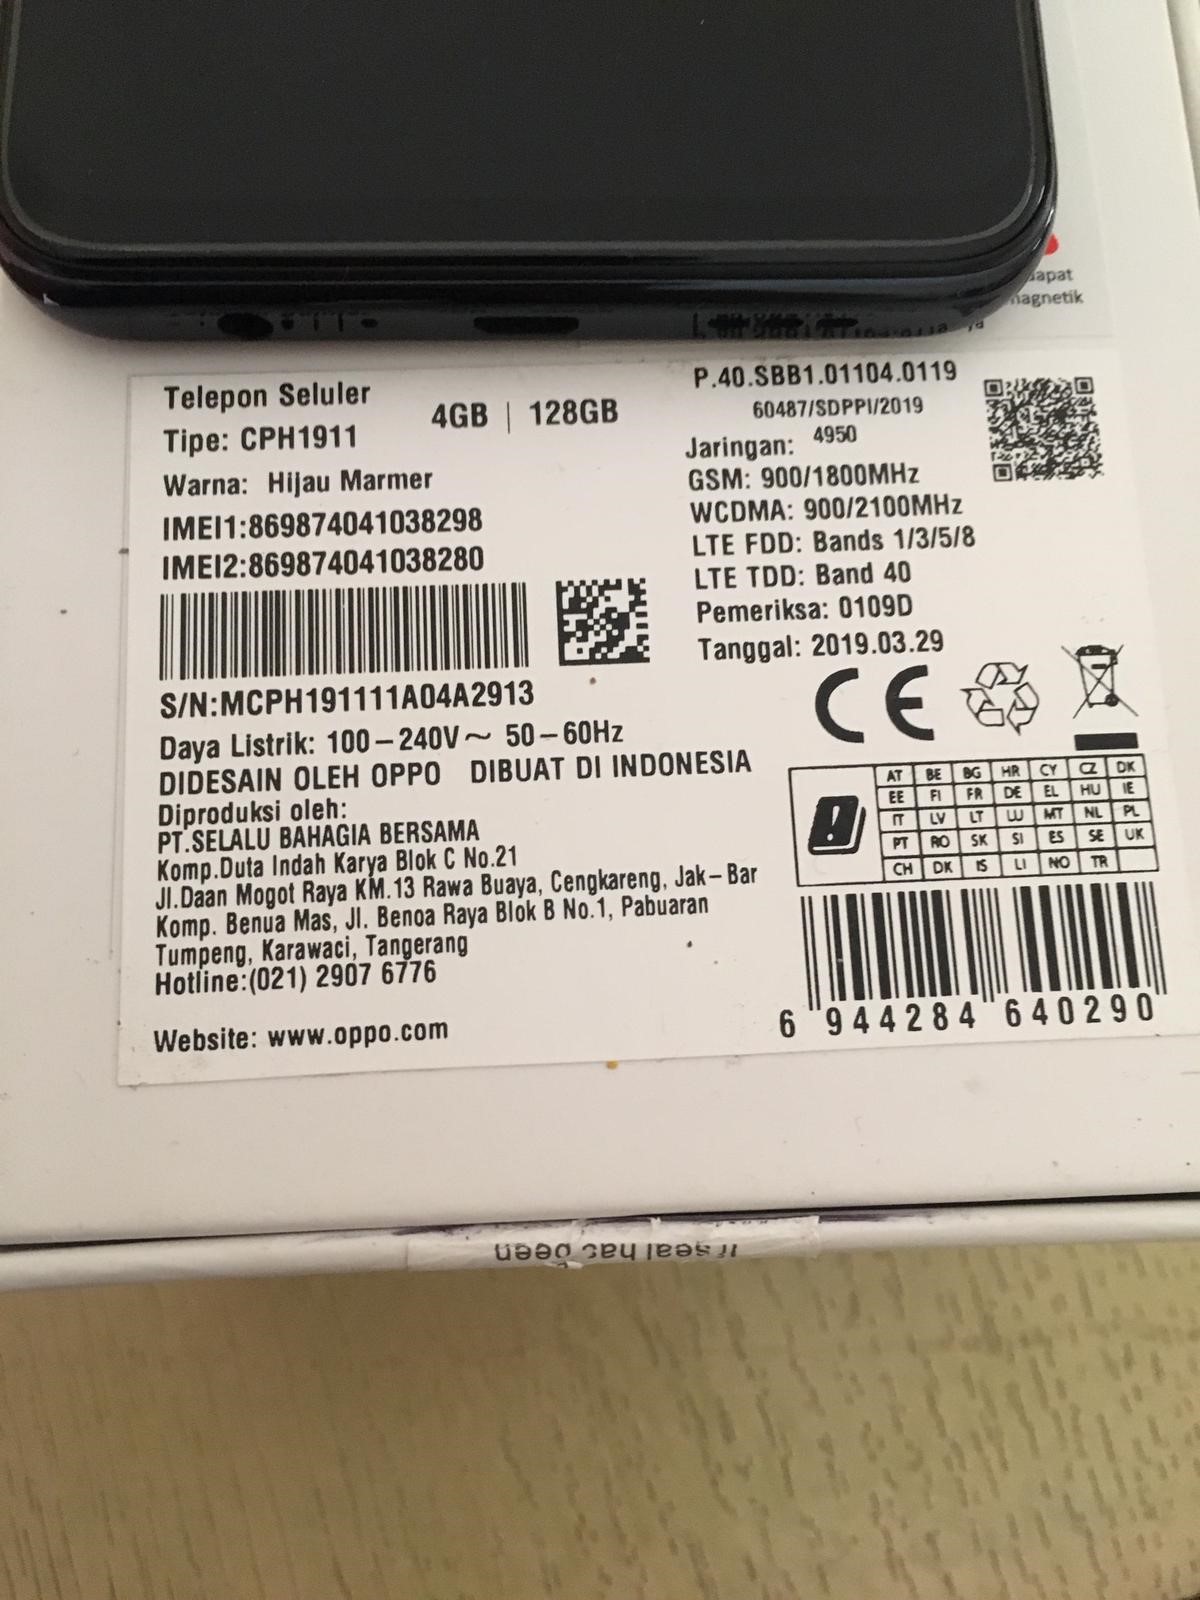 apat
agnetik
Telepon Seluler
Tipe: CPH1911
4GB | 128GB
Warna: Hijau Marmer
IMEI1:869874041038298
IMEI2:869874041038280
S/N:MCPH191111A04A2913
Daya Listrik: 100–240V～ 50–60Hz
DIDESAIN OLEH OPPO DIBUAT DI INDONESIA
Diproduksi oleh:
PT.SELALU BAHAGIA BERSAMA
Komp.Duta Indah Karya Blok C No.21
Jl.Daan Mogot Raya KM.13 Rawa Buaya, Cengkareng, Jak–Bar
Komp. Benua Mas, Jl. Benoa Raya Blok B No.1, Pabuaran
Tumpeng, Karawaci, Tangerang
Hotline:(021) 2907 6776
Website: www.oppo.com
P.40.SBB1.01104.0119
60487/SDPPI/2019
4950
Jaringan:
GSM: 900/1800MHz
WCDMA: 900/2100MHz
LTE FDD: Bands 1/3/5/8
LTE TDD: Band 40
Pemeriksa: 0109D
Tanggal: 2019.03.29
CE
AT BE BG HR CY CZ DK
EE FI FR DE EL HU IE
IT LV LT LU MT NL PL
PT RO SK SI ES SE UK
CH DK IS LI NO TR
6 944284 640290
If seal has been